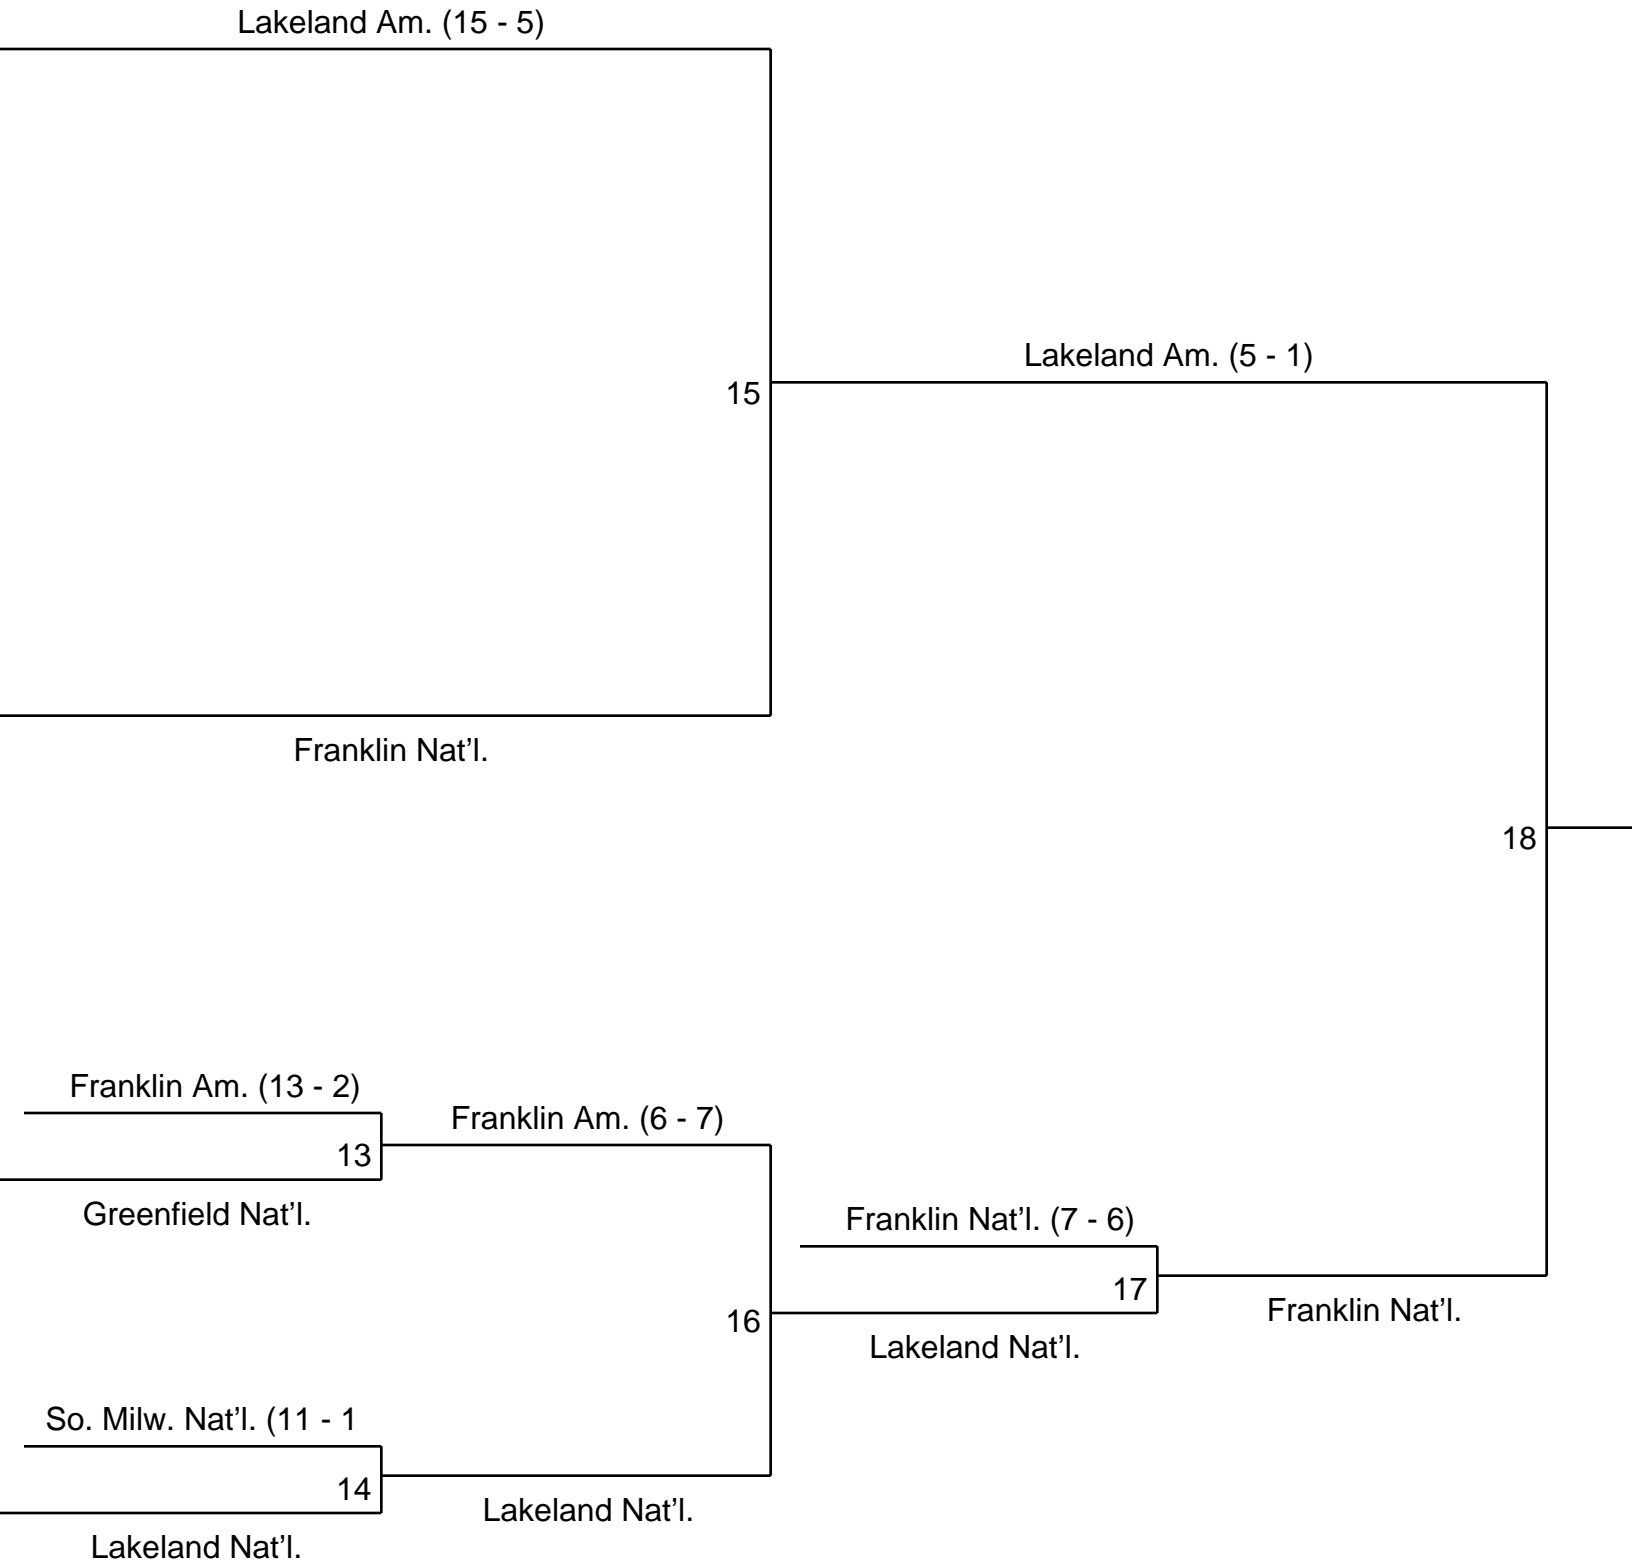 Lakeland Am. (15 - 5)
Lakeland Am. (5 - 1)
15
Franklin Nat'l.
18
Franklin Am. (13 - 2)
Franklin Am. (6 - 7)
13
Greenfield Nat'l.
Franklin Nat'l. (7 - 6)
17
Franklin Nat'l.
16
Lakeland Nat'l.
So. Milw. Nat'l. (11 - 1
14
Lakeland Nat'l.
Lakeland Nat'l.